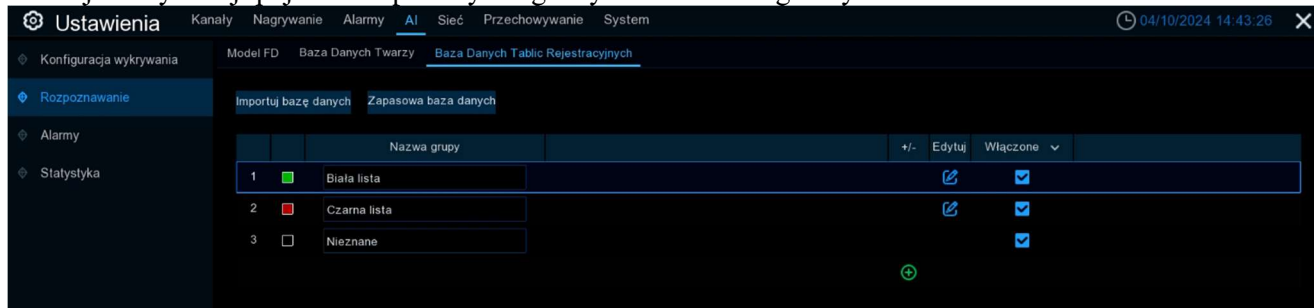 Ustawienia Kanały Nagrywanie Alarmy AI Sieć Przechowywanie System 04/10/2024 14:43:26
Konfiguracja wykrywania
Rozpoznawanie
Alarmy
Statystyka
Model FD Baza Danych Twarzy Baza Danych Tablic Rejestracyjnych
Importuj bazę danych Zapasowa baza danych
Nazwa grupy +/- Edytuj Włączone
1 Biała lista
2 Czarna lista
3 Nieznane